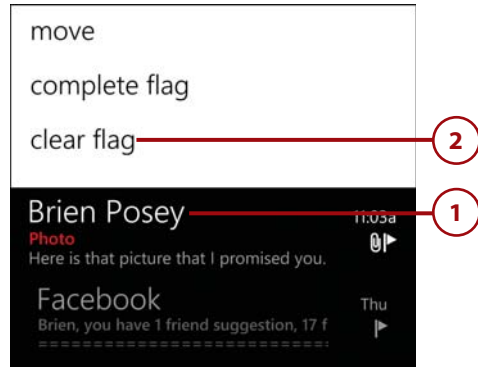 move
complete flag
clear flag
2
Brien Posey
11:03a
1
Photo
Here is that picture that I promised you.
Facebook
Thu
Brien, you have 1 friend suggestion, 17 f
============================